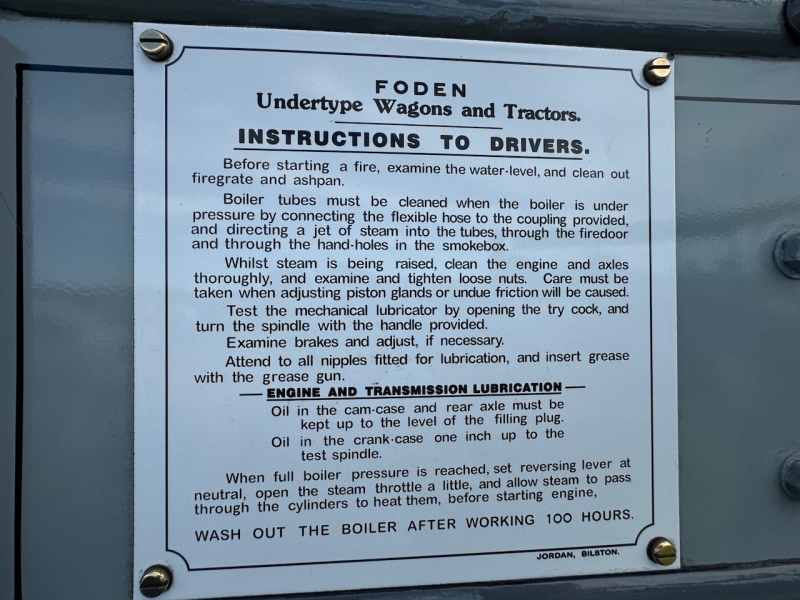 FODEN
Undertype Wagons and Tractors.
INSTRUCTIONS TO DRIVERS.
Before starting a fire, examine the water-level, and clean out
firegrate and ashpan.
Boiler tubes must be cleaned when the boiler is under
pressure by connecting the flexible hose to the coupling provided,
and directing a jet of steam into the tubes, through the firedoor
and through the hand-holes in the smokebox.
Whilst steam is being raised, clean the engine and axles
thoroughly, and examine and tighten loose nuts. Care must be
taken when adjusting piston glands or undue friction will be caused.
Test the mechanical lubricator by opening the try cock, and
turn the spindle with the handle provided.
Examine brakes and adjust, if necessary.
Attend to all nipples fitted for lubrication, and insert grease
with the grease gun.
— ENGINE AND TRANSMISSION LUBRICATION —
Oil in the cam-case and rear axle must be
kept up to the level of the filling plug.
Oil in the crank-case one inch up to the
test spindle.
When full boiler pressure is reached, set reversing lever at
neutral, open the steam throttle a little, and allow steam to pass
through the cylinders to heat them, before starting engine,
WASH OUT THE BOILER AFTER WORKING 100 HOURS.
JORDAN, BILSTON.